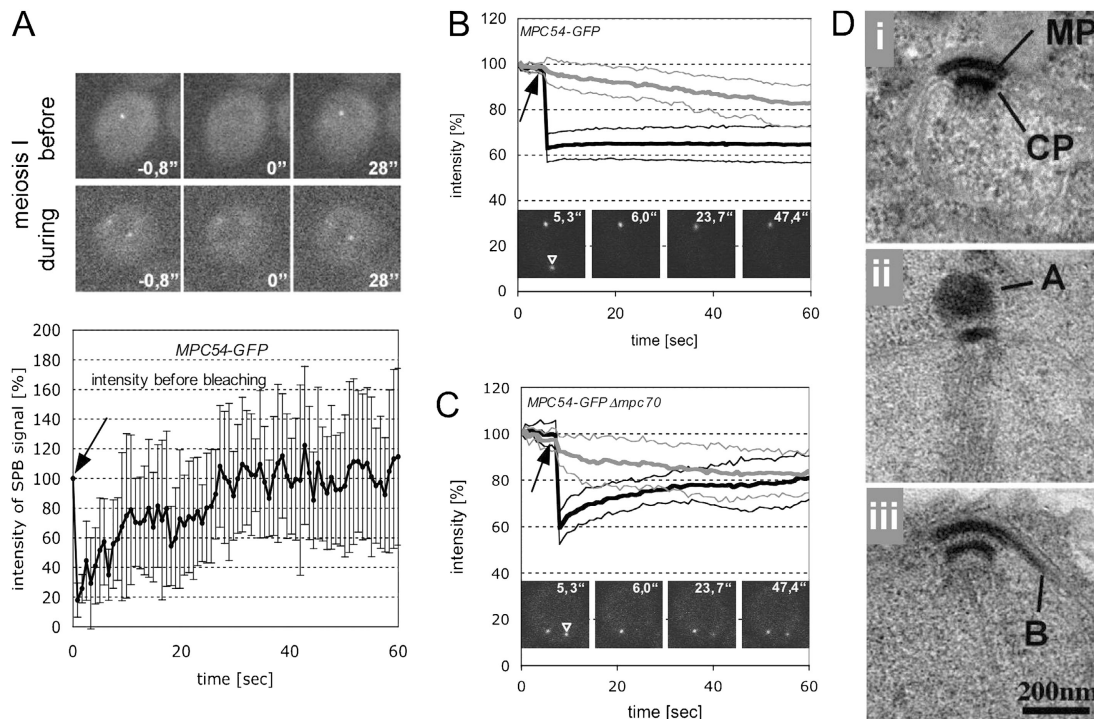 A
meiosis I
before
during
-0,8”
0”
28”
-0,8”
0”
28”
200
180
160
140
120
100
80
60
40
20
0
MPC54-GFP
intensity before bleaching
intensity of SPB signal [%]
0
20
40
60
time [sec]
B
120
100
80
60
40
20
0
MPC54-GFP
intensity [%]
5,3“
6,0“
23,7“
47,4“
0
20
40
60
time [sec]
C
120
100
80
60
40
20
0
MPC54-GFP Δmpc70
intensity [%]
5,3“
6,0“
23,7“
47,4“
0
20
40
60
time [sec]
D
i
MP
CP
ii
A
iii
B
200nm